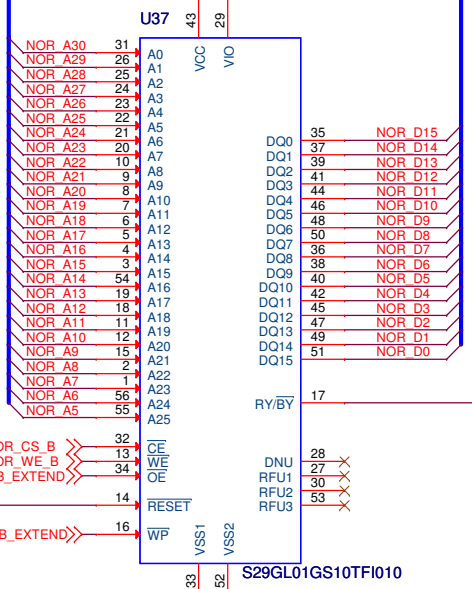 U37
43
29
VCC
VIO
NOR_A30 31 A0
NOR_A29 26 A1
NOR_A28 25 A2
NOR_A27 24 A3
NOR_A26 23 A4
NOR_A25 22 A5
NOR_A24 21 A6
NOR_A23 20 A7
NOR_A22 10 A8
NOR_A21 9 A9
NOR_A20 8 A10
NOR_A19 7 A11
NOR_A18 6 A12
NOR_A17 5 A13
NOR_A16 4 A14
NOR_A15 3 A15
NOR_A14 54 A16
NOR_A13 19 A17
NOR_A12 18 A18
NOR_A11 11 A19
NOR_A10 12 A20
NOR_A9 15 A21
NOR_A8 2 A22
NOR_A7 1 A23
NOR_A6 56 A24
NOR_A5 55 A25
OR_CS_B 32 CE
OR_WE_B 13 WE
B_EXTEND 34 OE
14 RESET
B_EXTEND 16 WP
DQ0 35 NOR_D15
DQ1 37 NOR_D14
DQ2 39 NOR_D13
DQ3 41 NOR_D12
DQ4 44 NOR_D11
DQ5 46 NOR_D10
DQ6 48 NOR_D9
DQ7 50 NOR_D8
DQ8 36 NOR_D7
DQ9 38 NOR_D6
DQ10 40 NOR_D5
DQ11 42 NOR_D4
DQ12 45 NOR_D3
DQ13 47 NOR_D2
DQ14 49 NOR_D1
DQ15 51 NOR_D0
RY/BY 17
DNU 28
RFU1 27
RFU2 30
RFU3 53
VSS1
VSS2
33
52
S29GL01GS10TFI010